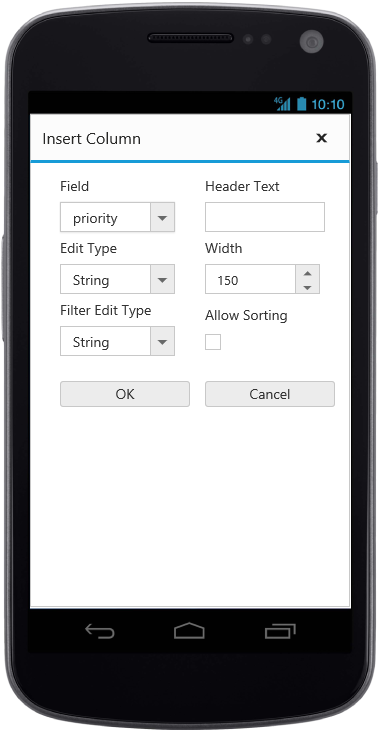 4G 10:10
Insert Column x
Field Header Text
priority
Edit Type Width
String 150
Filter Edit Type Allow Sorting
String
OK Cancel